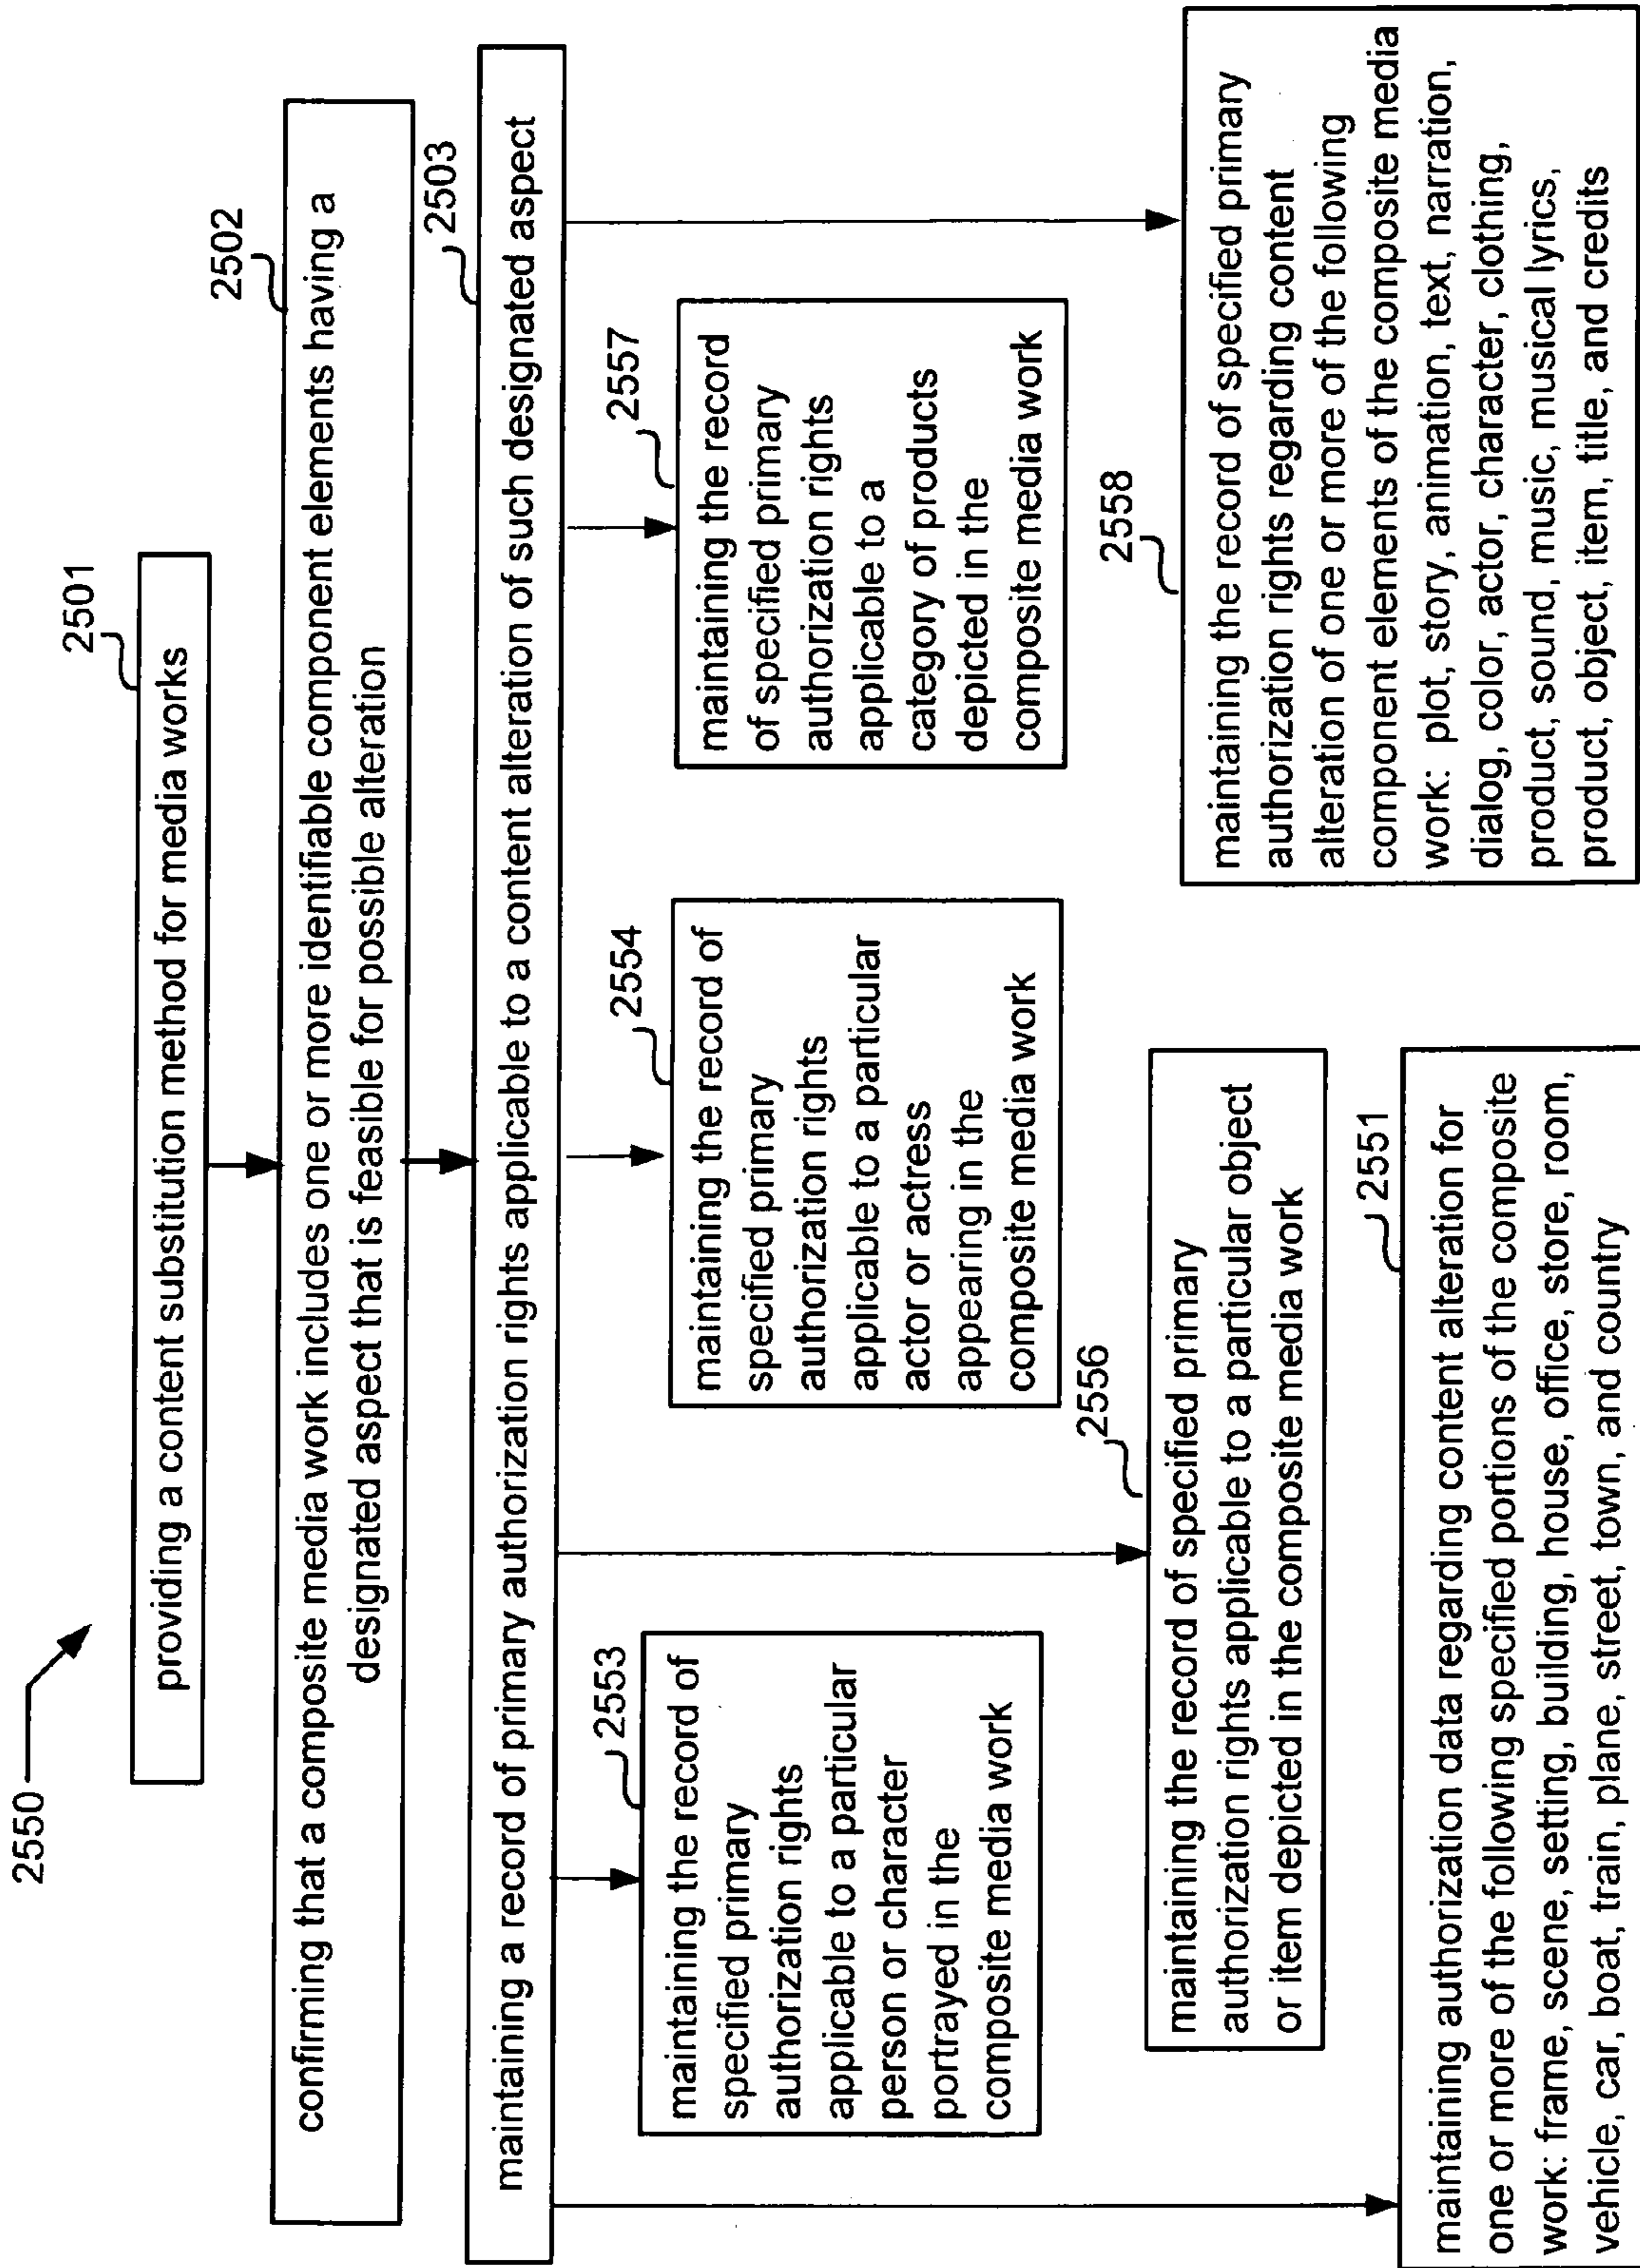 2550
2501
providing a content substitution method for media works
2502
confirming that a composite media work includes one or more identifiable component elements having a
designated aspect that is feasible for possible alteration
2503
maintaining a record of primary authorization rights applicable to a content alteration of such designated aspect
2553
maintaining the record of
specified primary
authorization rights
applicable to a particular
person or character
portrayed in the
composite media work
2554
maintaining the record of
specified primary
authorization rights
applicable to a particular
actor or actress
appearing in the
composite media work
2557
maintaining the record
of specified primary
authorization rights
applicable to a
category of products
depicted in the
composite media work
2556
maintaining the record of specified primary
authorization rights applicable to a particular object
or item depicted in the composite media work
2558
maintaining the record of specified primary
authorization rights regarding content
alteration of one or more of the following
component elements of the composite media
work: plot, story, animation, text, narration,
dialog, color, actor, character, clothing,
product, sound, music, musical lyrics,
product, object, item, title, and credits
2551
maintaining authorization data regarding content alteration for
one or more of the following specified portions of the composite
work: frame, scene, setting, building, house, office, store, room,
vehicle, car, boat, train, plane, street, town, and country